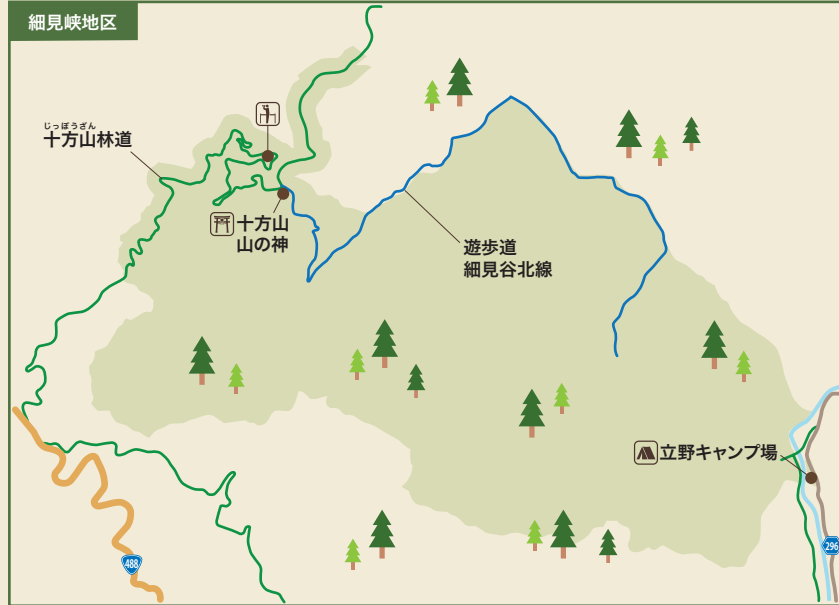 細見峡地区
じっぽうざん
十方山林道
十方山
山の神
遊歩道
細見谷北線
立野キャンプ場
488
296